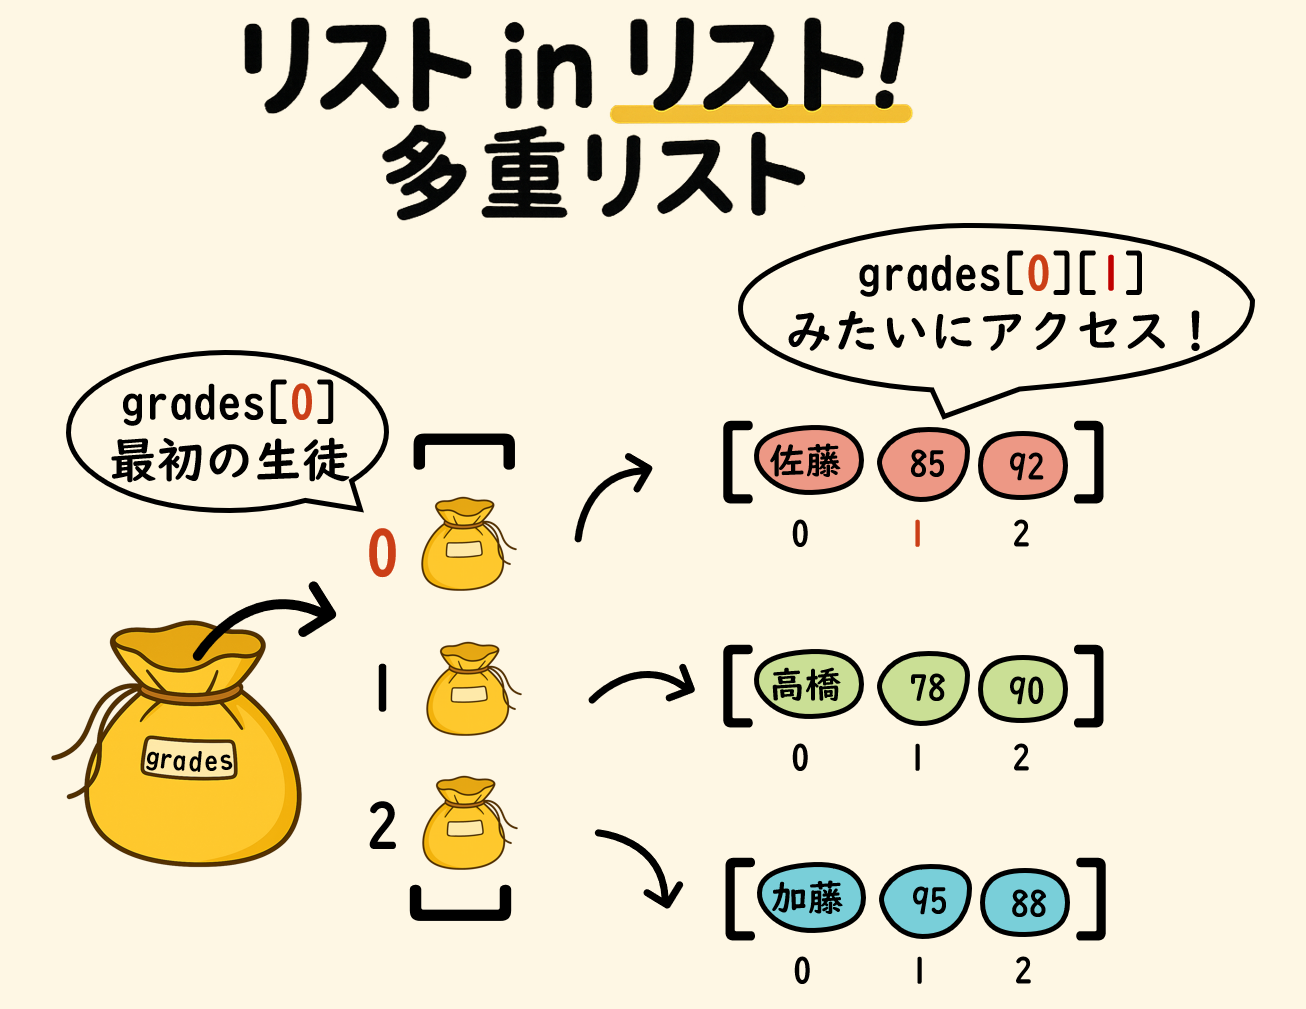 リスト in リスト!
多重リスト
grades[0][1]
みたいにアクセス！
grades[0]
最初の生徒
grades
0
佐藤 85 92
0 1 2
1
高橋 78 90
0 1 2
2
加藤 95 88
0 1 2